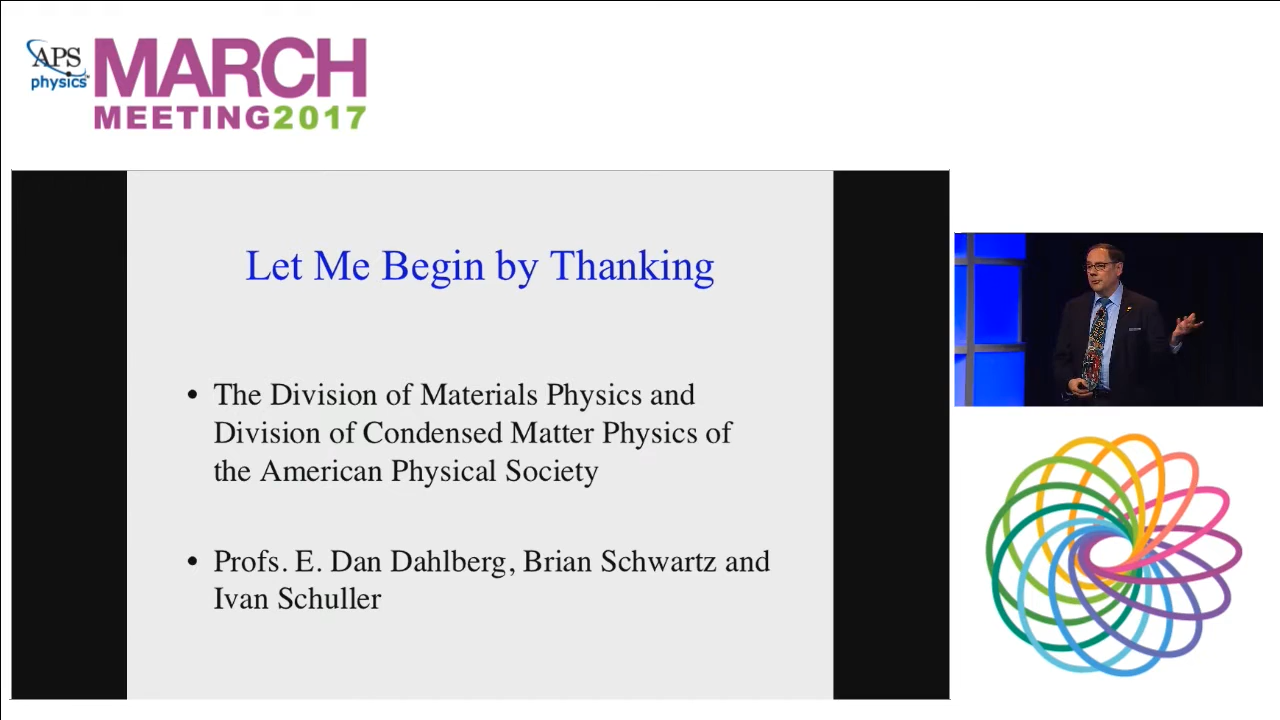 APS
physics
MARCH
MEETING2017
Let Me Begin by Thanking
• The Division of Materials Physics and
Division of Condensed Matter Physics of
the American Physical Society
• Profs. E. Dan Dahlberg, Brian Schwartz and
Ivan Schuller